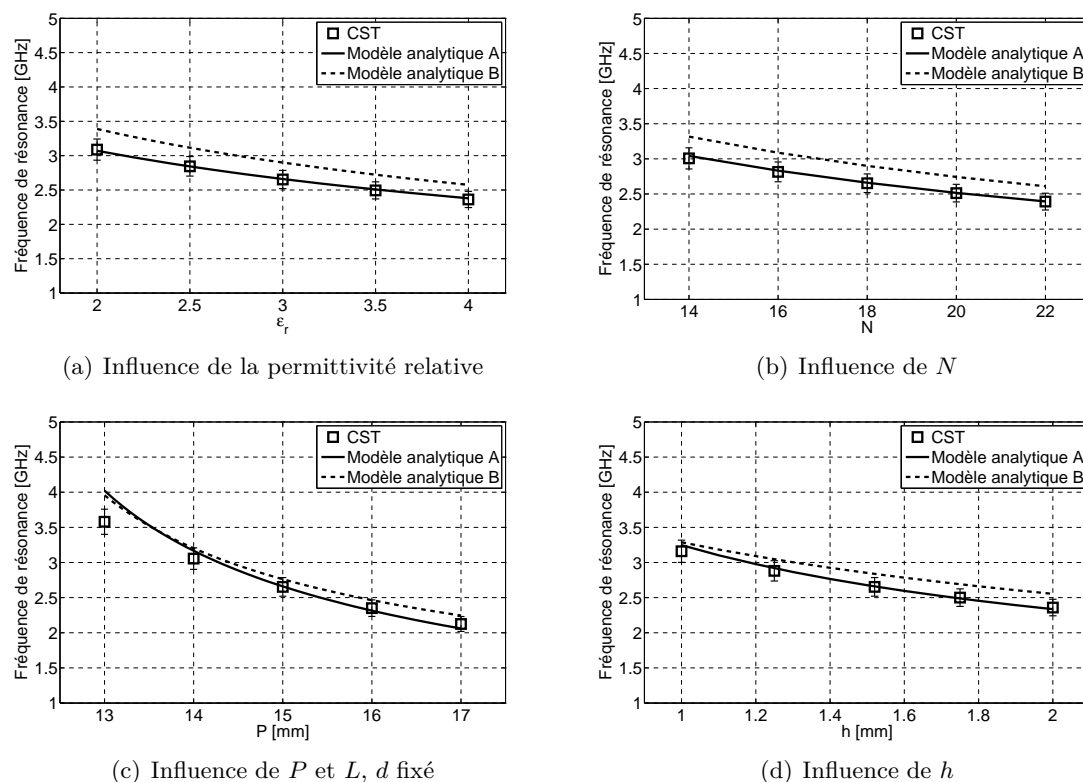 5
4.5
4
3.5
3
2.5
2
1.5
1
Fréquence de résonance [GHz]
CST
Modèle analytique A
Modèle analytique B
2 2.5 3 3.5 4
εr
(a) Influence de la permittivité relative
5
4.5
4
3.5
3
2.5
2
1.5
1
Fréquence de résonance [GHz]
CST
Modèle analytique A
Modèle analytique B
14 16 18 20 22
N
(b) Influence de N
5
4.5
4
3.5
3
2.5
2
1.5
1
Fréquence de résonance [GHz]
CST
Modèle analytique A
Modèle analytique B
13 14 15 16 17
P [mm]
(c) Influence de P et L, d fixé
5
4.5
4
3.5
3
2.5
2
1.5
1
Fréquence de résonance [GHz]
CST
Modèle analytique A
Modèle analytique B
1 1.2 1.4 1.6 1.8 2
h [mm]
(d) Influence de h